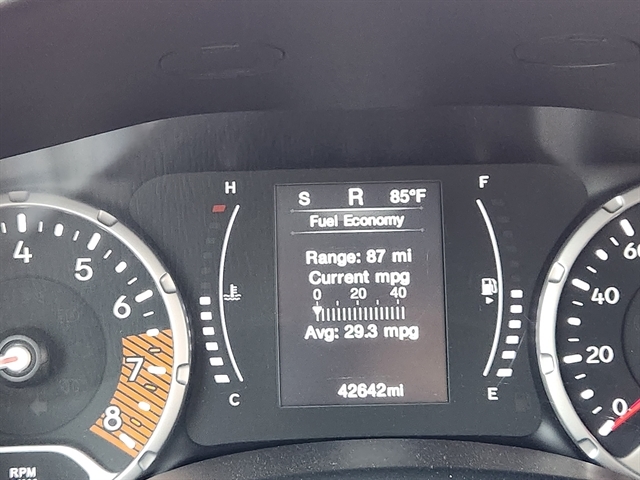 H
S R 85°F
F
Fuel Economy
Range: 87 mi
Current mpg
0 20 40
Avg: 29.3 mpg
42642mi
C
E
4
5
6
7
8
RPM
60
40
20
0